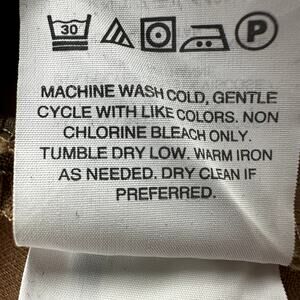 30 P
MACHINE WASH COLD, GENTLE
CYCLE WITH LIKE COLORS. NON
CHLORINE BLEACH ONLY.
TUMBLE DRY LOW. WARM IRON
AS NEEDED. DRY CLEAN IF
PREFERRED.